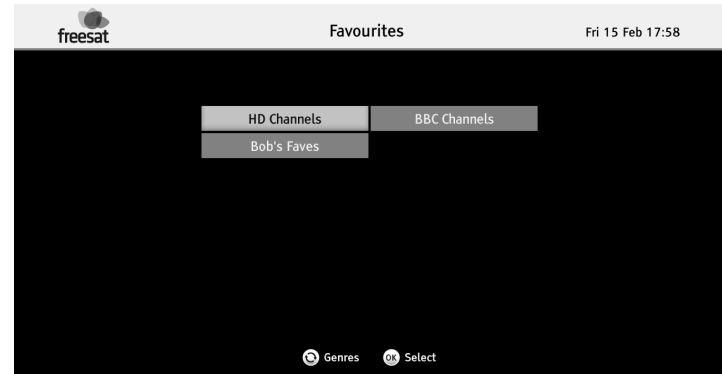 freesat
Favourites
Fri 15 Feb 17:58
HD Channels
BBC Channels
Bob's Faves
Genres
OK Select